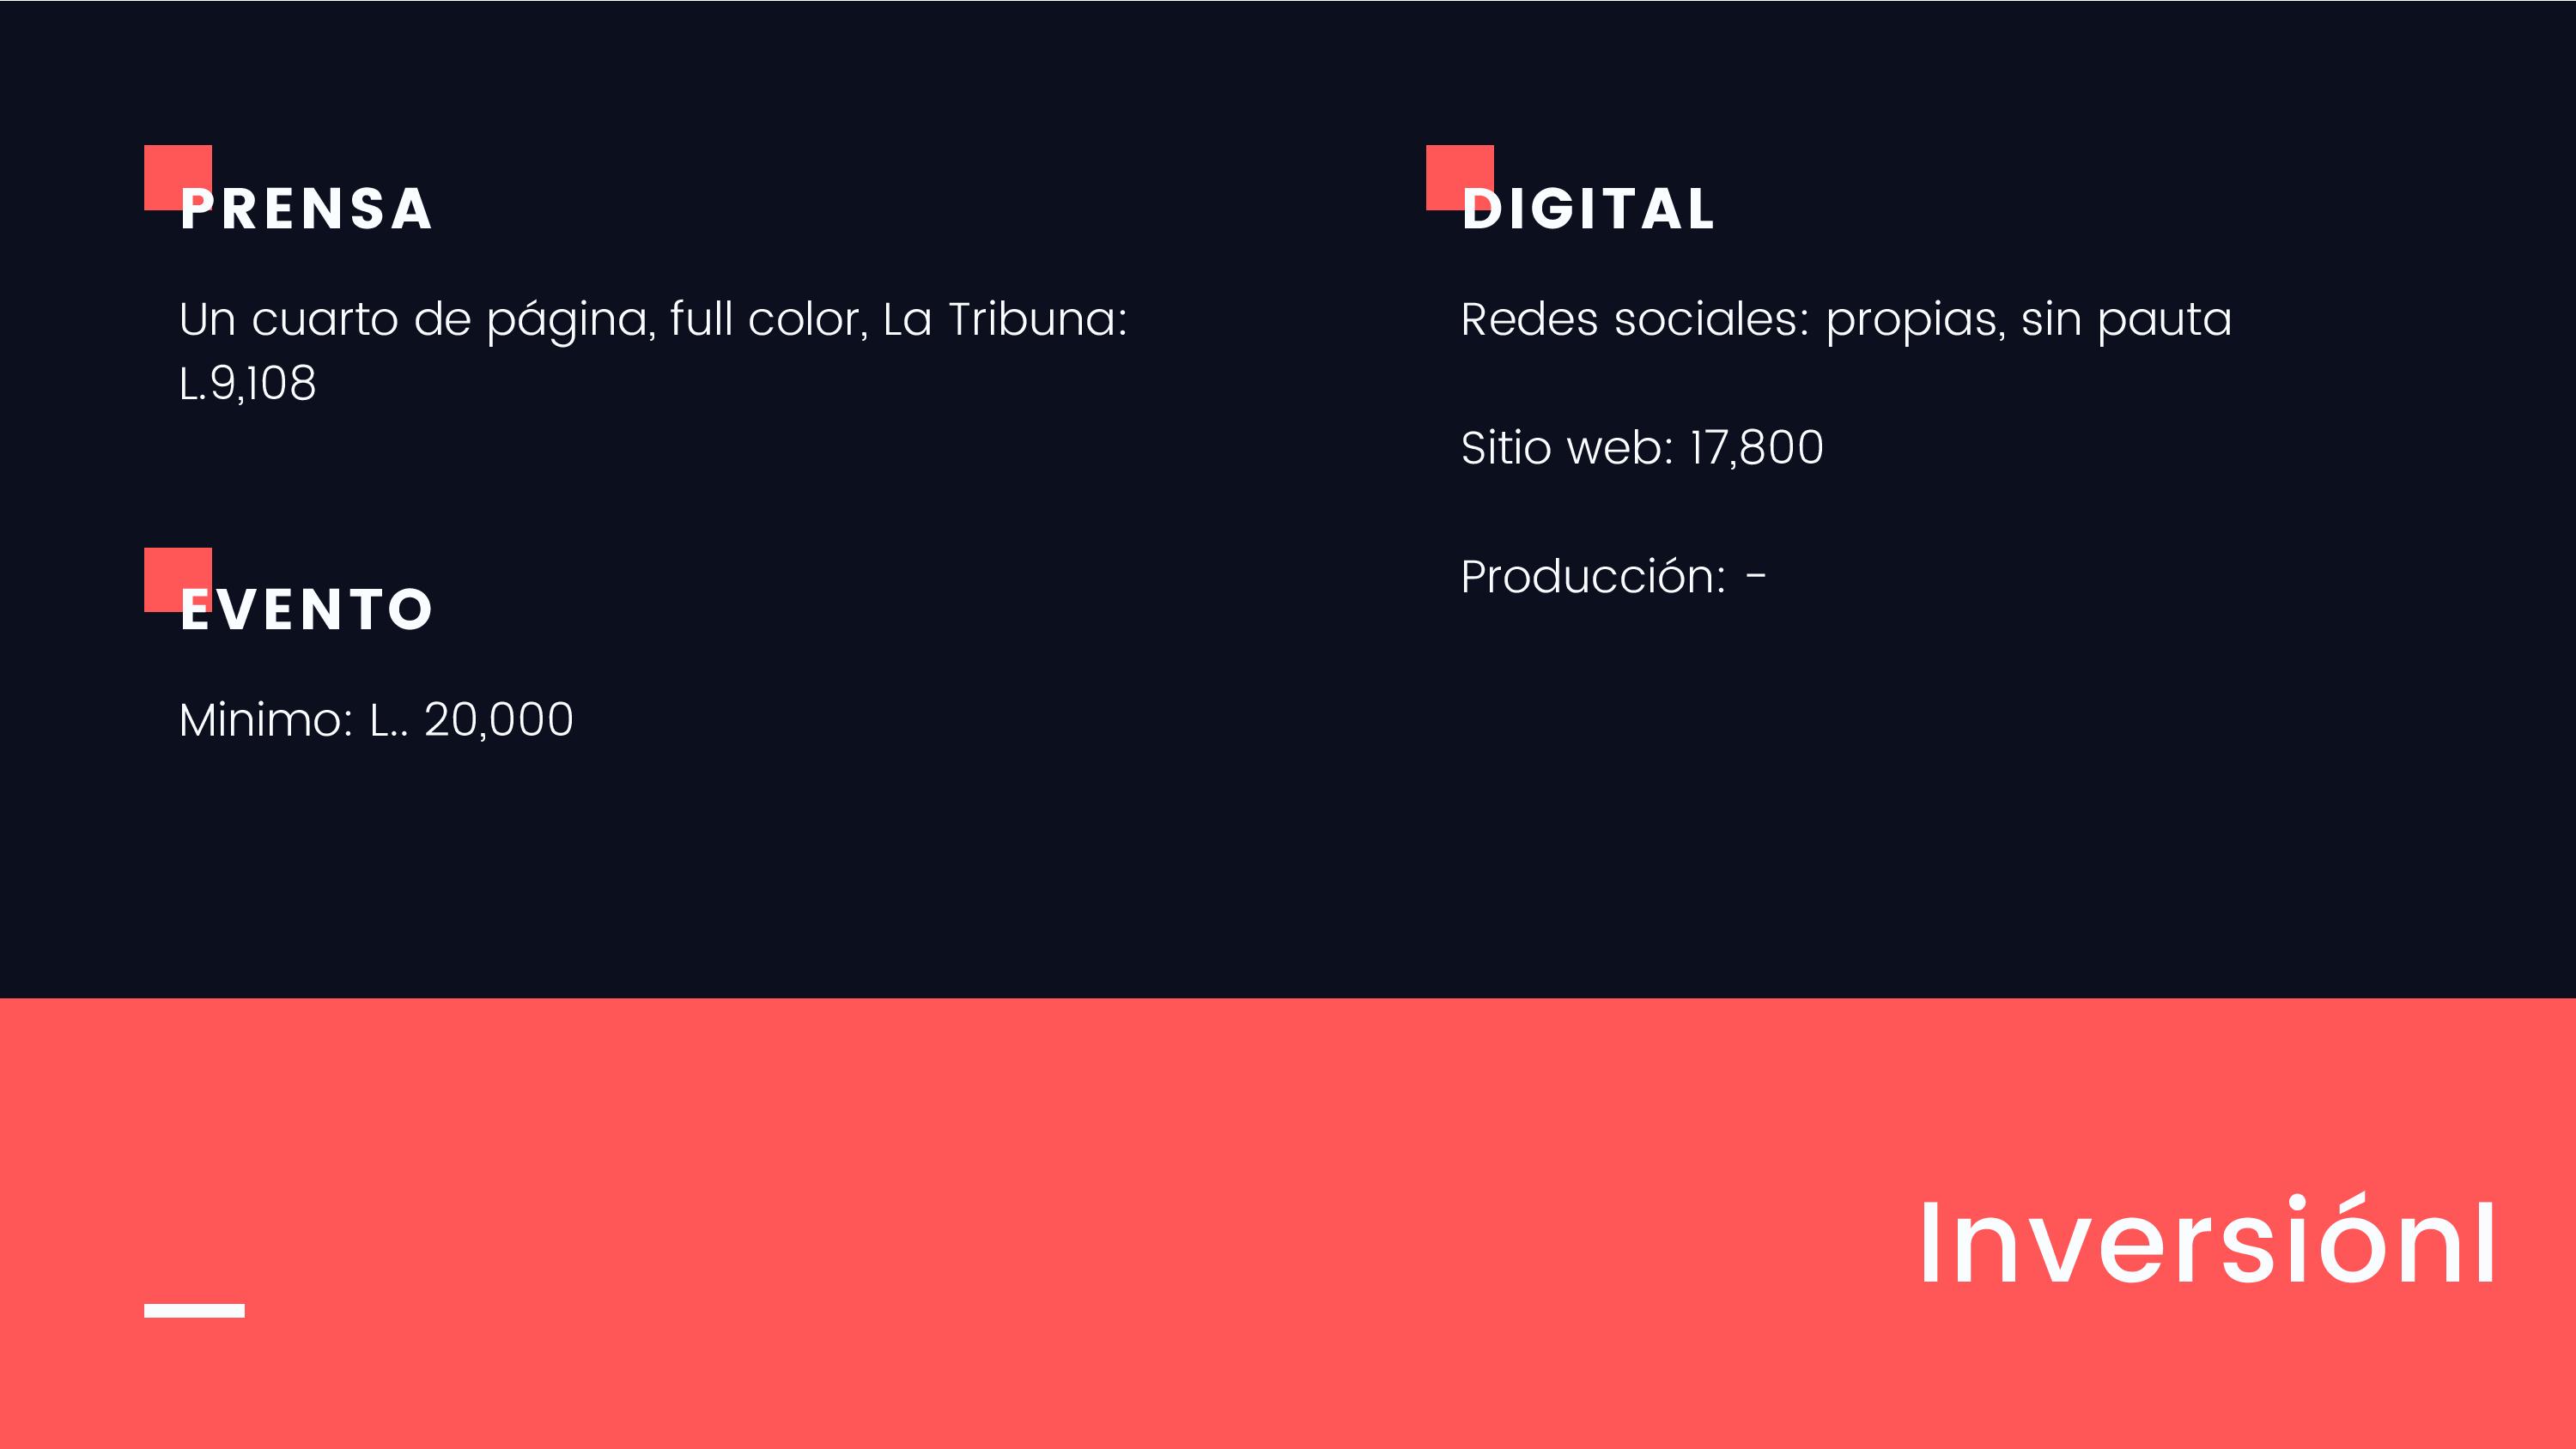 PRENSA
Un cuarto de página, full color, La Tribuna:
L.9,108
EVENTO
Minimo: L.. 20,000
DIGITAL
Redes sociales: propias, sin pauta
Sitio web: 17,800
Producción: -
InversiónI